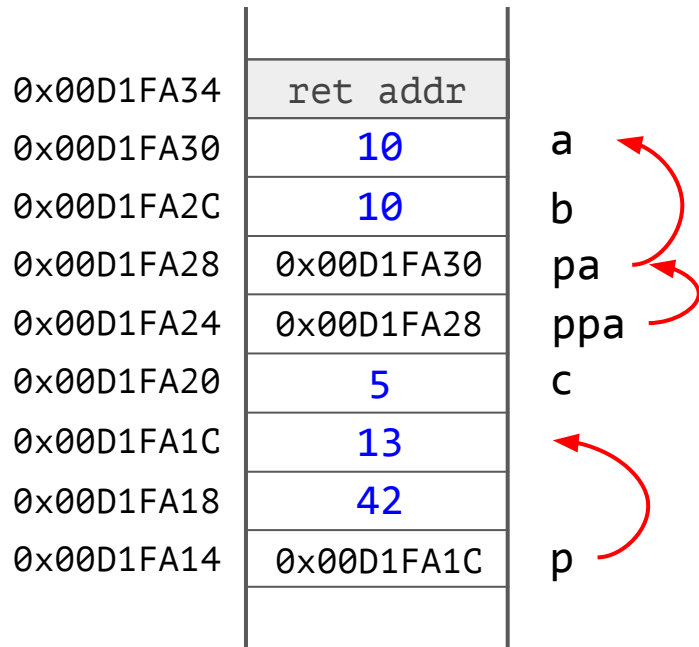 0x00D1FA34 ret addr
0x00D1FA30 10 a
0x00D1FA2C 10 b
0x00D1FA28 0x00D1FA30 pa
0x00D1FA24 0x00D1FA28 ppa
0x00D1FA20 5 c
0x00D1FA1C 13
0x00D1FA18 42
0x00D1FA14 0x00D1FA1C p